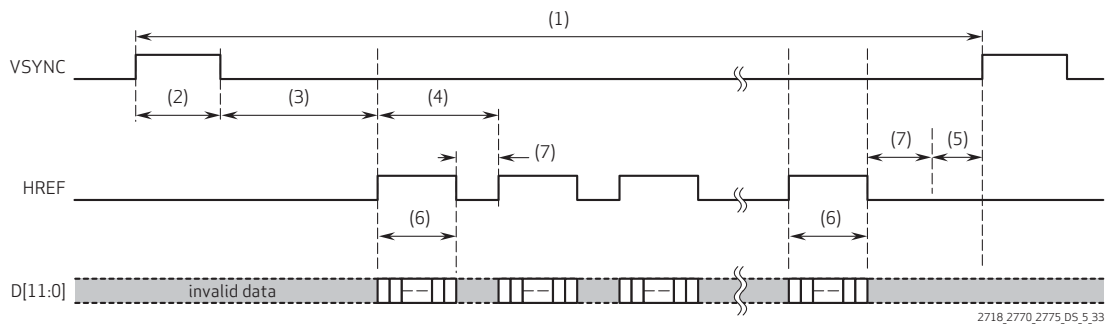 (1)
VSYNC
(2) (3) (4)
(7) (7) (5)
HREF
(6) (6)
D[11:0] invalid data
2718_2770_2775_DS_5_33